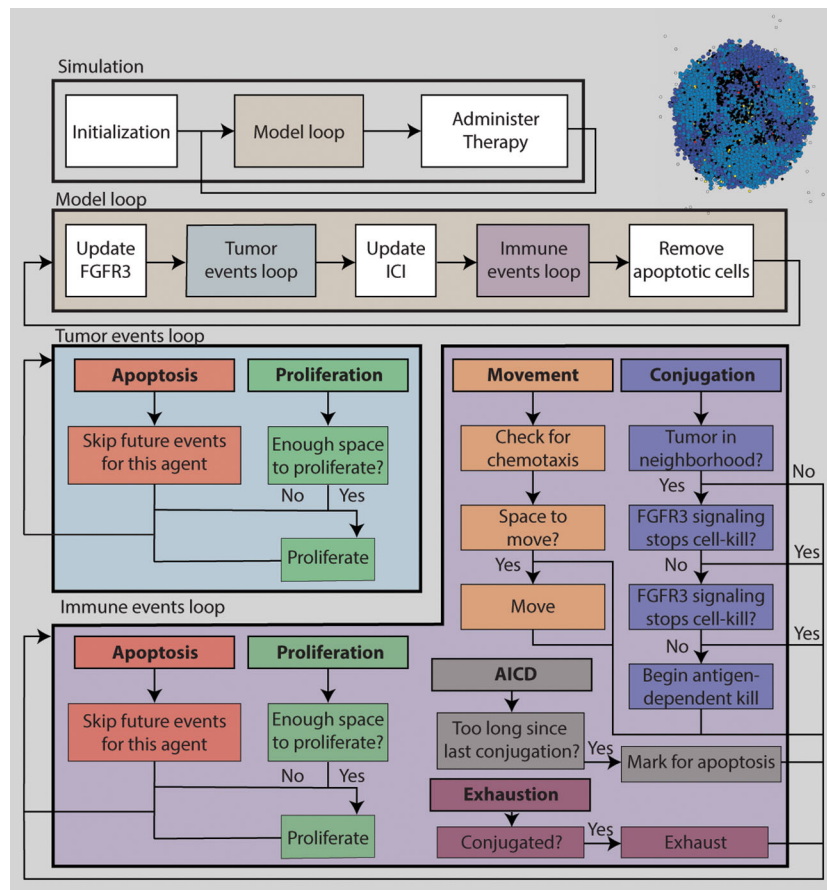 Simulation
Initialization
Model loop
Administer
Therapy
Model loop
Update
FGFR3
Tumor
events loop
Update
ICI
Immune
events loop
Remove
apoptotic cells
Tumor events loop
Apoptosis
Proliferation
Skip future events
for this agent
Enough space
to proliferate?
No
Yes
Proliferate
Movement
Conjugation
Check for
chemotaxis
Tumor in
neighborhood?
No
Yes
Space to
move?
FGFR3 signaling
stops cell-kill?
Yes
Yes
No
Move
FGFR3 signaling
stops cell-kill?
Yes
No
Begin antigen-
dependent kill
Immune events loop
Apoptosis
Proliferation
Skip future events
for this agent
Enough space
to proliferate?
No
Yes
Proliferate
AICD
Too long since
last conjugation?
Yes
Mark for apoptosis
Exhaustion
Conjugated?
Yes
Exhaust